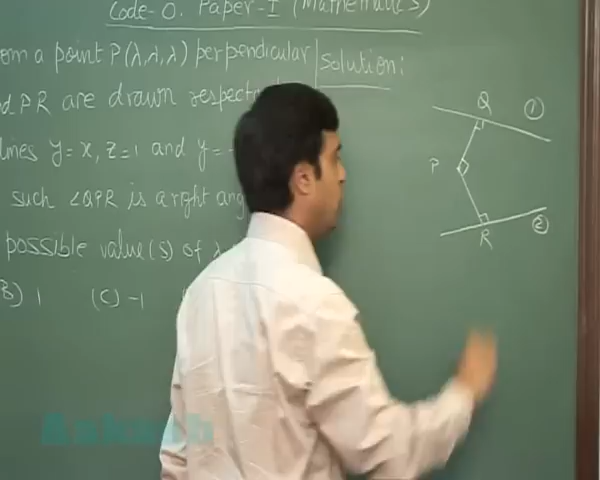 Code-0. Paper-I (Mathematics)
om a point P(λ,λ,λ) perpendicular
d PR are drawn
lines y=x, z=1 and y=-
such ∠QPR is a right ang
possible value(s) of λ
B) 1 (C) -1
Solution:
Q ①
P
R ②
Aakash